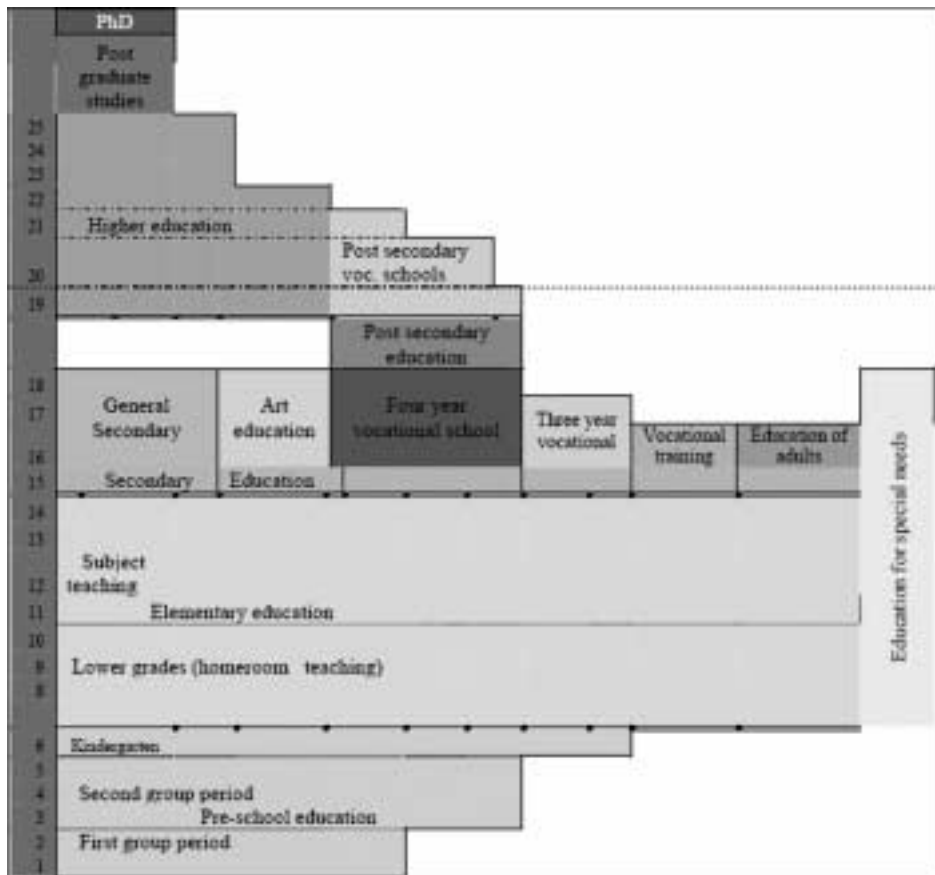 PhD
Post
graduate
studies
25
24
23
22
21
Higher education
Post secondary
voc. schools
20
19
Post secondary
education
18
17
16
15
General
Secondary
Art
education
Four year
vocational school
Three year
vocational
Vocational
training
Education of
adults
Secondary Education
Education for special needs
14
13
Subject
teaching
12
11
Elementary education
10
9
Lower grades (homeroom teaching)
8
6
Kindergarten
5
4
Second group period
3
Pre-school education
2
First group period
1